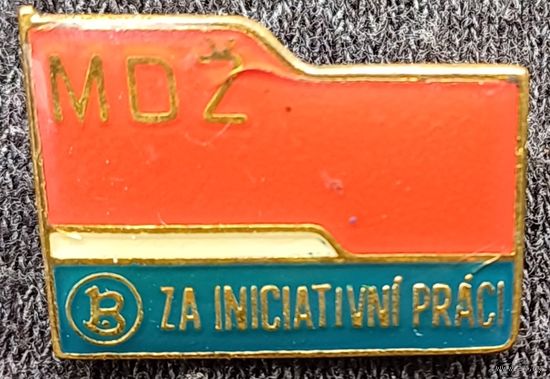 MDŽ
B ZA INICIATIVNÍ PRÁCI